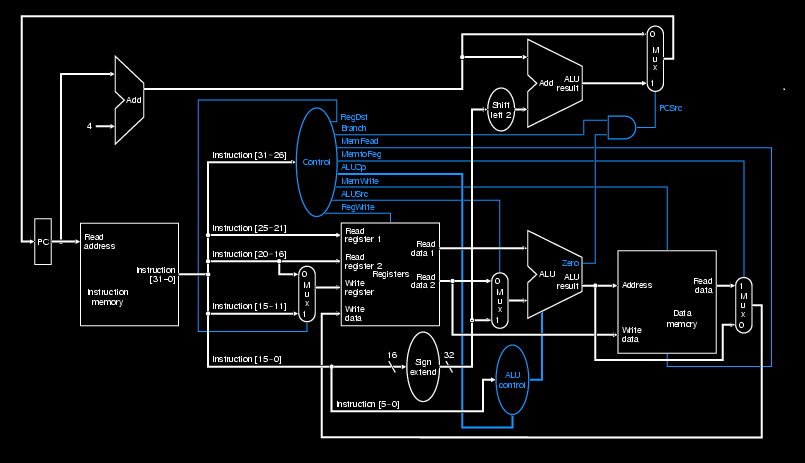 0
M
u
x
1
Add
ALU
result
Add
Shift
left 2
PCSrc
4
RegDst
Branch
MemRead
MemtoReg
ALUOp
MemWrite
ALUSrc
RegWrite
Control
Instruction [31–26]
Instruction [25–21]
Instruction [20–16]
Instruction [15–11]
Instruction [15–0]
Instruction [5–0]
PC
Read
address
Instruction
[31–0]
Instruction
memory
0
M
u
x
1
Read
register 1
Read
register 2
Write
register
Write
data
Registers
Read
data 1
Read
data 2
0
M
u
x
1
Zero
ALU
ALU
result
Address
Write
data
Read
data
Data
memory
1
M
u
x
0
16
Sign
extend
32
ALU
control